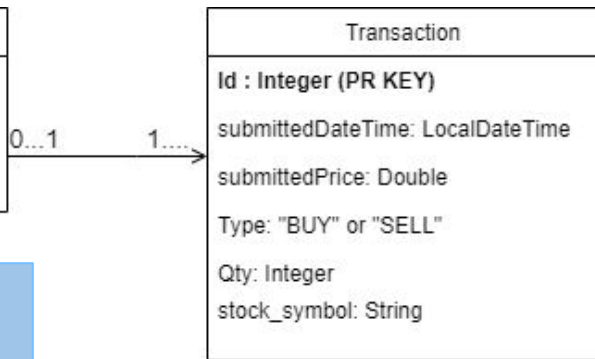 Transaction
Id : Integer (PR KEY)
0...1
1....
submittedDateTime: LocalDateTime
submittedPrice: Double
Type: "BUY" or "SELL"
Qty: Integer
stock_symbol: String